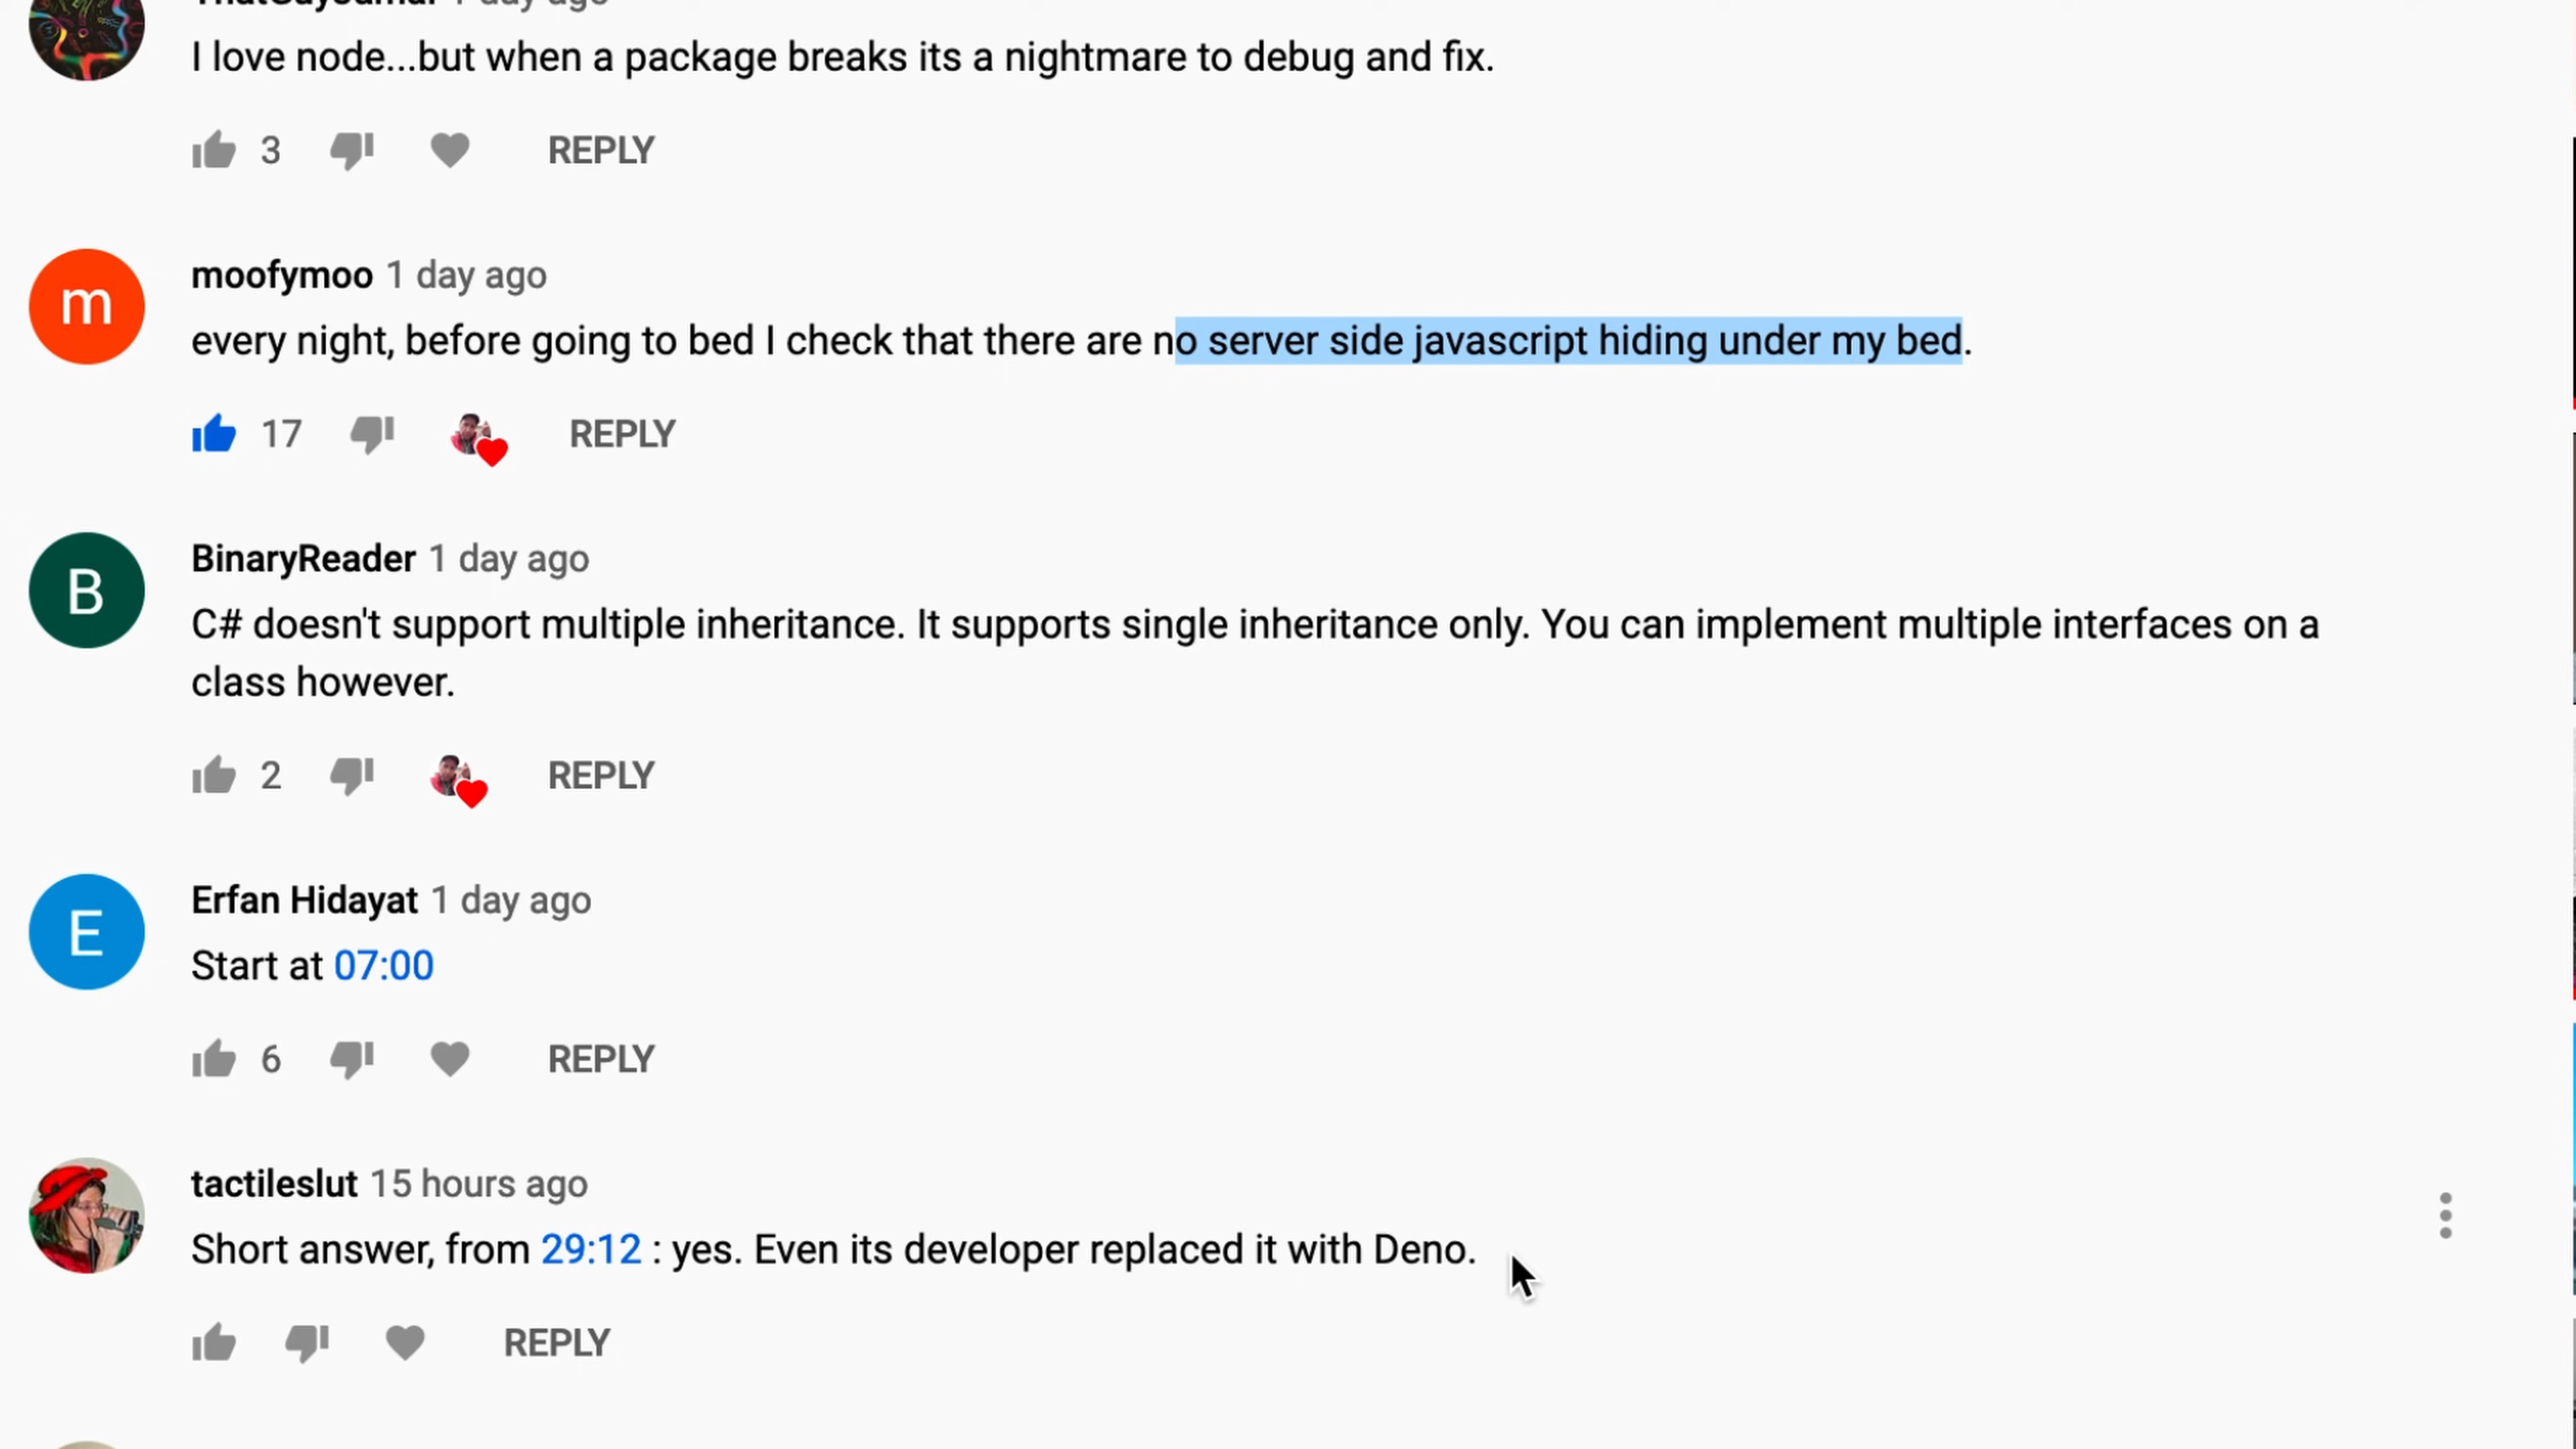 I love node...but when a package breaks its a nightmare to debug and fix.
3 REPLY
m
moofymoo 1 day ago
every night, before going to bed I check that there are no server side javascript hiding under my bed.
17 REPLY
B
BinaryReader 1 day ago
C# doesn't support multiple inheritance. It supports single inheritance only. You can implement multiple interfaces on a
class however.
2 REPLY
E
Erfan Hidayat 1 day ago
Start at 07:00
6 REPLY
tactileslut 15 hours ago
Short answer, from 29:12 : yes. Even its developer replaced it with Deno.
REPLY